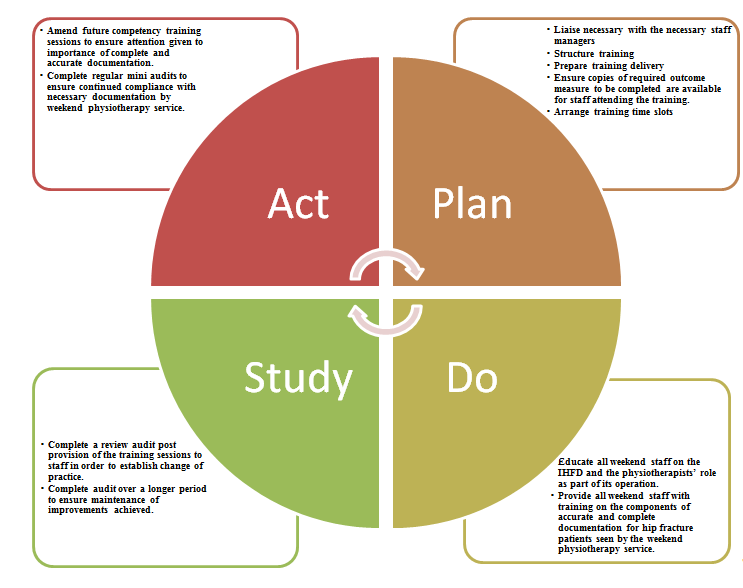 • Amend future competency training
sessions to ensure attention given to
importance of complete and
accurate documentation.
• Complete regular mini audits to
ensure continued compliance with
necessary documentation by
weekend physiotherapy service.
• Liaise necessary with the necessary staff
managers
• Structure training
• Prepare training delivery
• Ensure copies of required outcome
measure to be completed are available
for staff attending the training.
• Arrange training time slots
Act
Plan
Study
Do
• Complete a review audit post
provision of the training sessions to
staff in order to establish change of
practice.
• Complete audit over a longer period
to ensure maintenance of
improvements achieved.
Educate all weekend staff on the
IHFD and the physiotherapists’ role
as part of its operation.
• Provide all weekend staff with
training on the components of
accurate and complete
documentation for hip fracture
patients seen by the weekend
physiotherapy service.